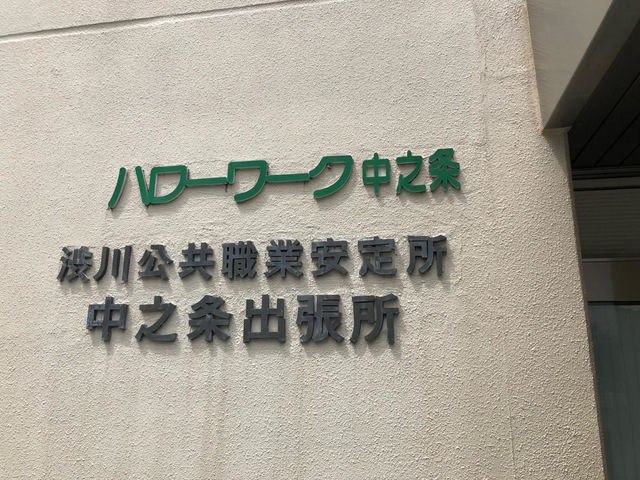 ハローワーク中之条
渋川公共職業安定所
中之条出張所